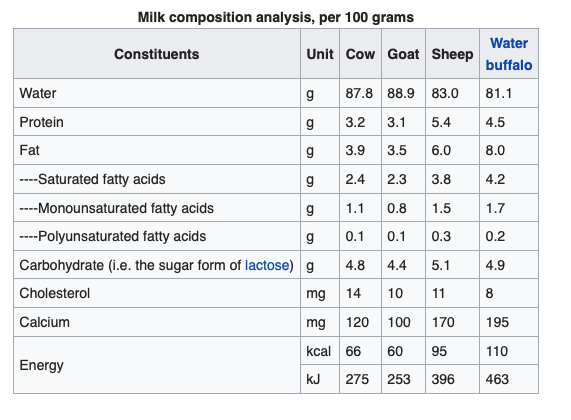 Milk composition analysis, per 100 grams
Constituents Unit Cow Goat Sheep Water buffalo
Water g 87.8 88.9 83.0 81.1
Protein g 3.2 3.1 5.4 4.5
Fat g 3.9 3.5 6.0 8.0
----Saturated fatty acids g 2.4 2.3 3.8 4.2
----Monounsaturated fatty acids g 1.1 0.8 1.5 1.7
----Polyunsaturated fatty acids g 0.1 0.1 0.3 0.2
Carbohydrate (i.e. the sugar form of lactose) g 4.8 4.4 5.1 4.9
Cholesterol mg 14 10 11 8
Calcium mg 120 100 170 195
Energy kcal 66 60 95 110
kJ 275 253 396 463